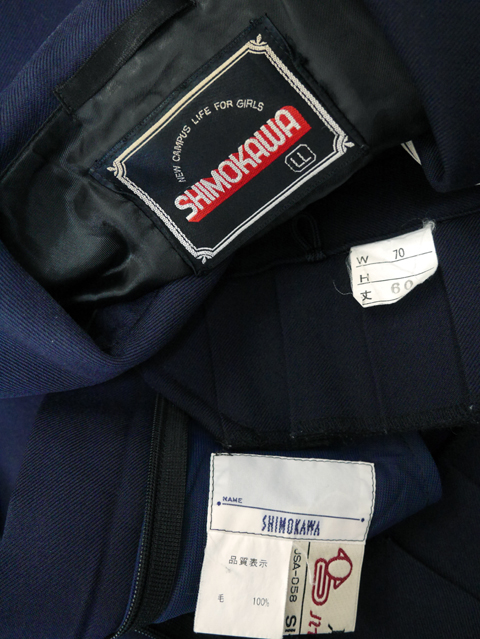 NEW CAMPUS LIFE FOR GIRLS
SHIMOKAWA
LL
W 70
H
丈 60
NAME
SHIMOKAWA
品質表示
毛 100%
JSA-058